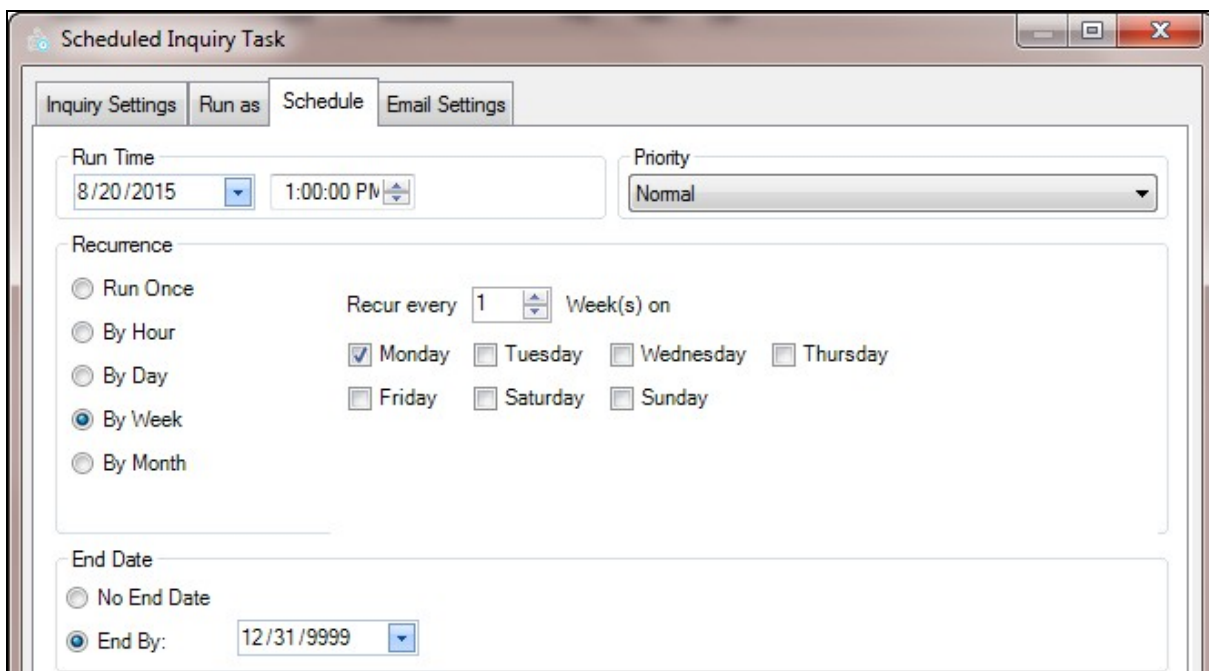 Scheduled Inquiry Task
Inquiry Settings Run as Schedule Email Settings
Run Time Priority
8/20/2015 1:00:00 PM Normal
Recurrence
Run Once
Recur every 1 Week(s) on
By Hour
Monday Tuesday Wednesday Thursday
By Day
Friday Saturday Sunday
By Week
By Month
End Date
No End Date
End By: 12/31/9999